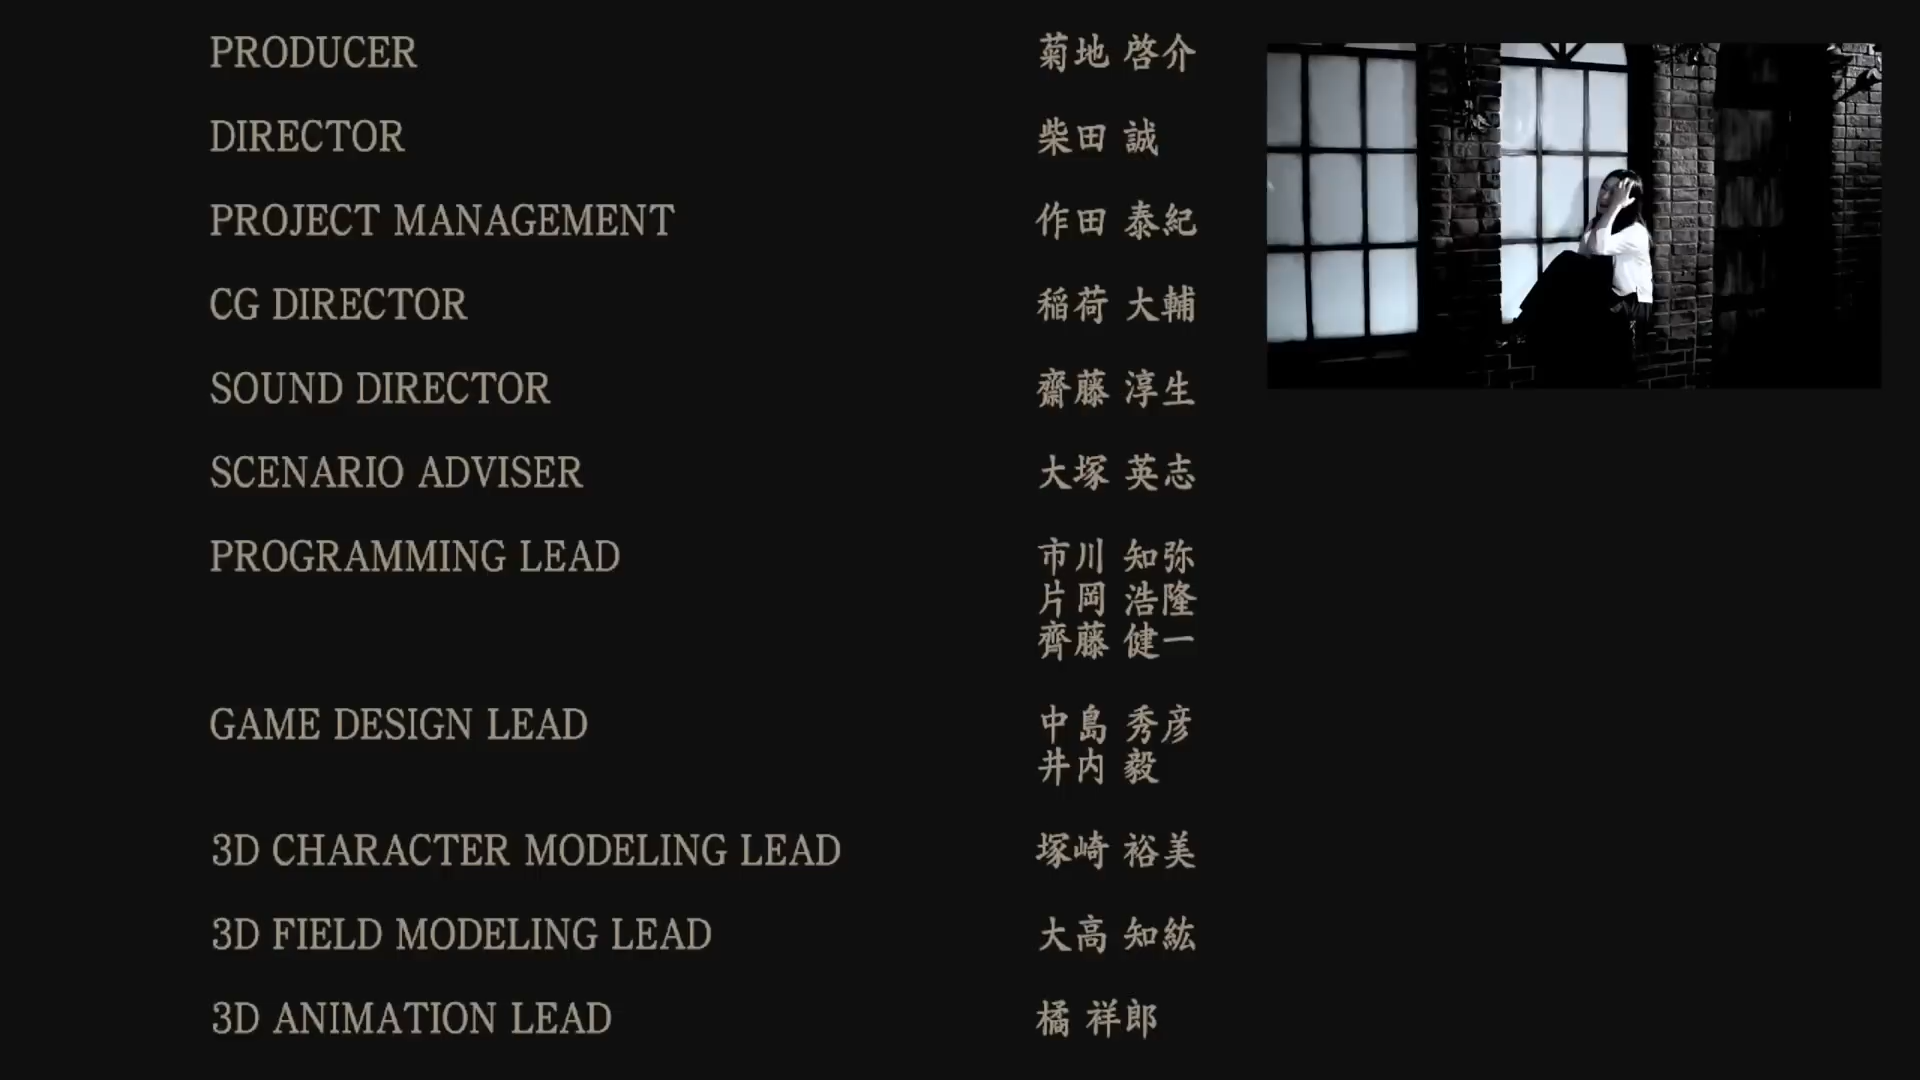 PRODUCER 菊地 啓介
DIRECTOR 柴田 誠
PROJECT MANAGEMENT 作田 泰紀
CG DIRECTOR 稲荷 大輔
SOUND DIRECTOR 齋藤 淳生
SCENARIO ADVISER 大塚 英志
PROGRAMMING LEAD 市川 知弥
片岡 浩隆
齊藤 健一
GAME DESIGN LEAD 中島 秀彦
井内 毅
3D CHARACTER MODELING LEAD 塚崎 裕美
3D FIELD MODELING LEAD 大高 知紘
3D ANIMATION LEAD 橘 祥郎